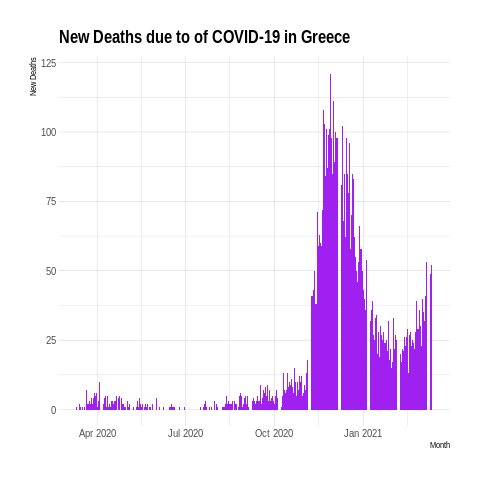 New Deaths due to of COVID-19 in Greece
New Deaths
125
100
75
50
25
0
Apr 2020
Jul 2020
Oct 2020
Jan 2021
Month